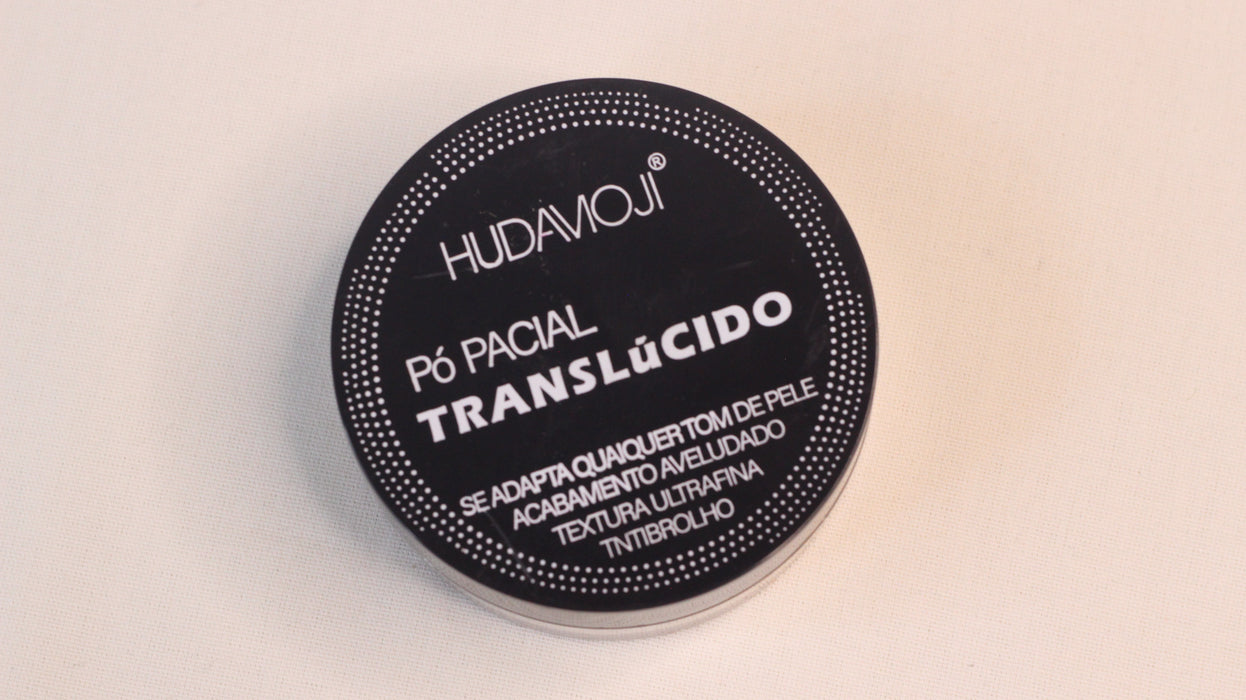 HUDAMOJI®
Pó PACIAL
TRANSLúCIDO
SE ADAPTA QUAIQUER TOM DE PELE
ACABAMENTO AVELUDADO
TEXTURA ULTRAFINA
TNTIBROLHO